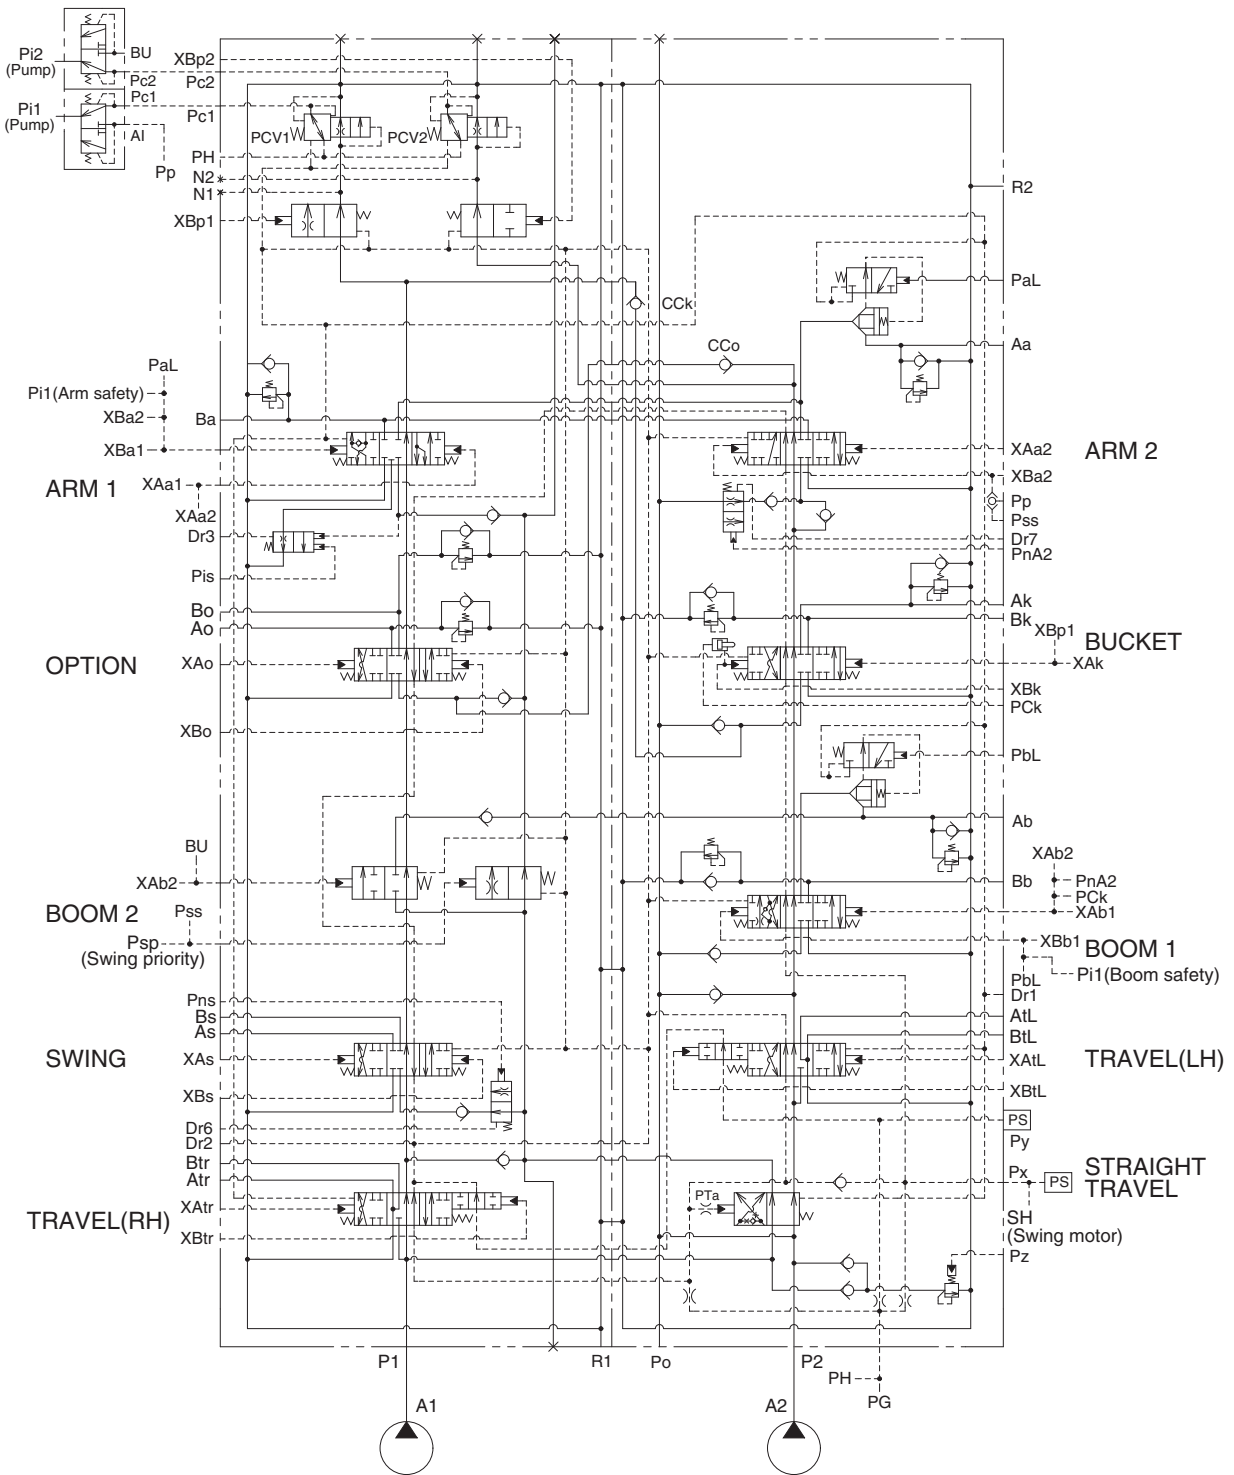 Pi2
(Pump)
BU
Pc2
Pc1
Pi1
(Pump)
AI
Pp
XBp2
Pc2
Pc1
PH
N2
N1
XBp1
PCV1
PCV2
R2
PaL
CCk
CCo
Aa
PaL
Pi1(Arm safety)
XBa2
XBa1
Ba
ARM 1
XAa1
XAa2
Dr3
Pis
XAa2
ARM 2
XBa2
Pp
Pss
Dr7
PnA2
Bo
Ao
OPTION
XAo
XBo
Ak
Bk
XBp1
BUCKET
XAk
XBk
PCk
PbL
Ab
BU
XAb2
BOOM 2
Pss
Psp
(Swing priority)
XAb2
Bb
PnA2
PCk
XAb1
XBb1
BOOM 1
PbL
Pi1(Boom safety)
Dr1
Pns
Bs
As
SWING
XAs
XBs
Dr6
Dr2
AtL
BtL
XAtL
TRAVEL(LH)
XBtL
PS
Py
Btr
Atr
XAtr
TRAVEL(RH)
XBtr
PTa
Px
PS
STRAIGHT
TRAVEL
SH
(Swing motor)
Pz
P1
R1
Po
P2
PH
PG
A1
A2